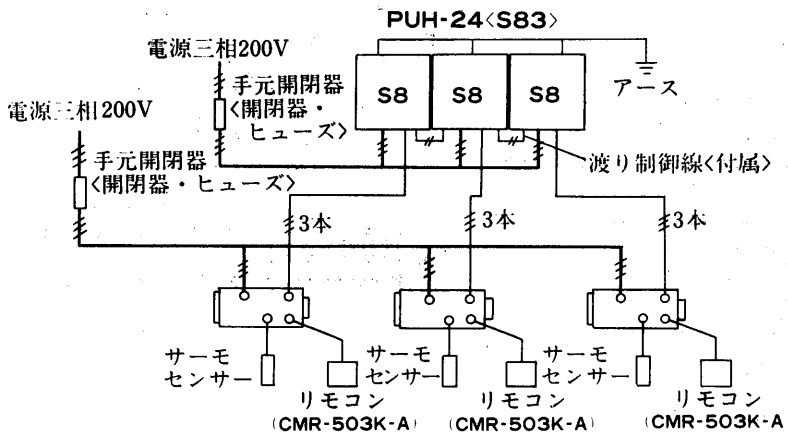 PUH-24<S83>
電源三相200V
手元開閉器
<開閉器・
ヒューズ>
S8
S8
S8
アース
電源三相200V
手元開閉器
<開閉器・ヒューズ>
渡り制御線<付属>
3本
3本
3本
サーモ
センサー
リモコン
(CMR-503K-A)
サーモ
センサー
リモコン
(CMR-503K-A)
サーモ
センサー
リモコン
(CMR-503K-A